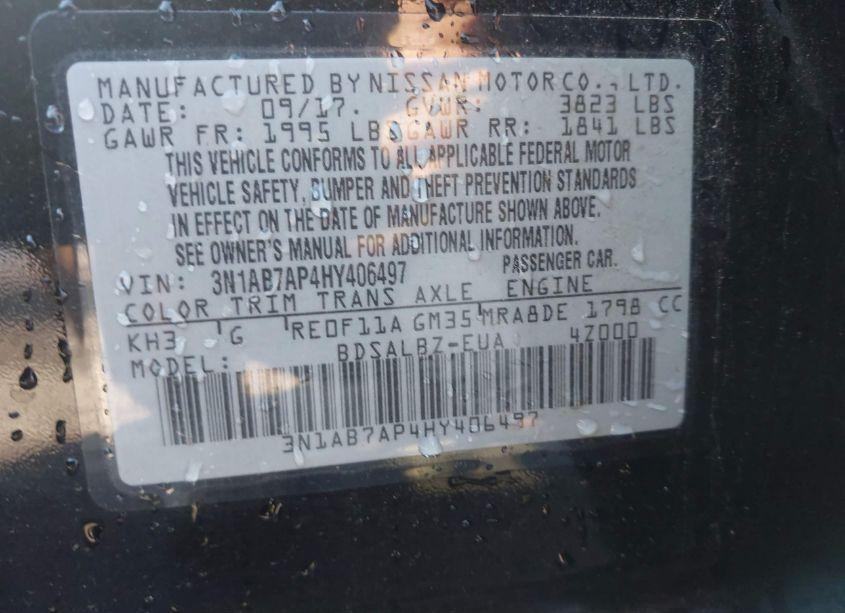 MANUFACTURED BY NISSAN MOTOR CO., LTD.
DATE: 09/17. GVWR: 3823 LBS
GAWR FR: 1995 LBS GAWR RR: 1841 LBS
THIS VEHICLE CONFORMS TO ALL APPLICABLE FEDERAL MOTOR
VEHICLE SAFETY, BUMPER AND THEFT PREVENTION STANDARDS
IN EFFECT ON THE DATE OF MANUFACTURE SHOWN ABOVE.
SEE OWNER'S MANUAL FOR ADDITIONAL INFORMATION.
VIN: 3N1AB7AP4HY406497 PASSENGER CAR.
COLOR TRIM TRANS AXLE ENGINE
KH3 G RE0F11A GM35 MRA8DE 1798 CC
MODEL: BDSALBZ-EUA 4Z000
3N1AB7AP4HY406497